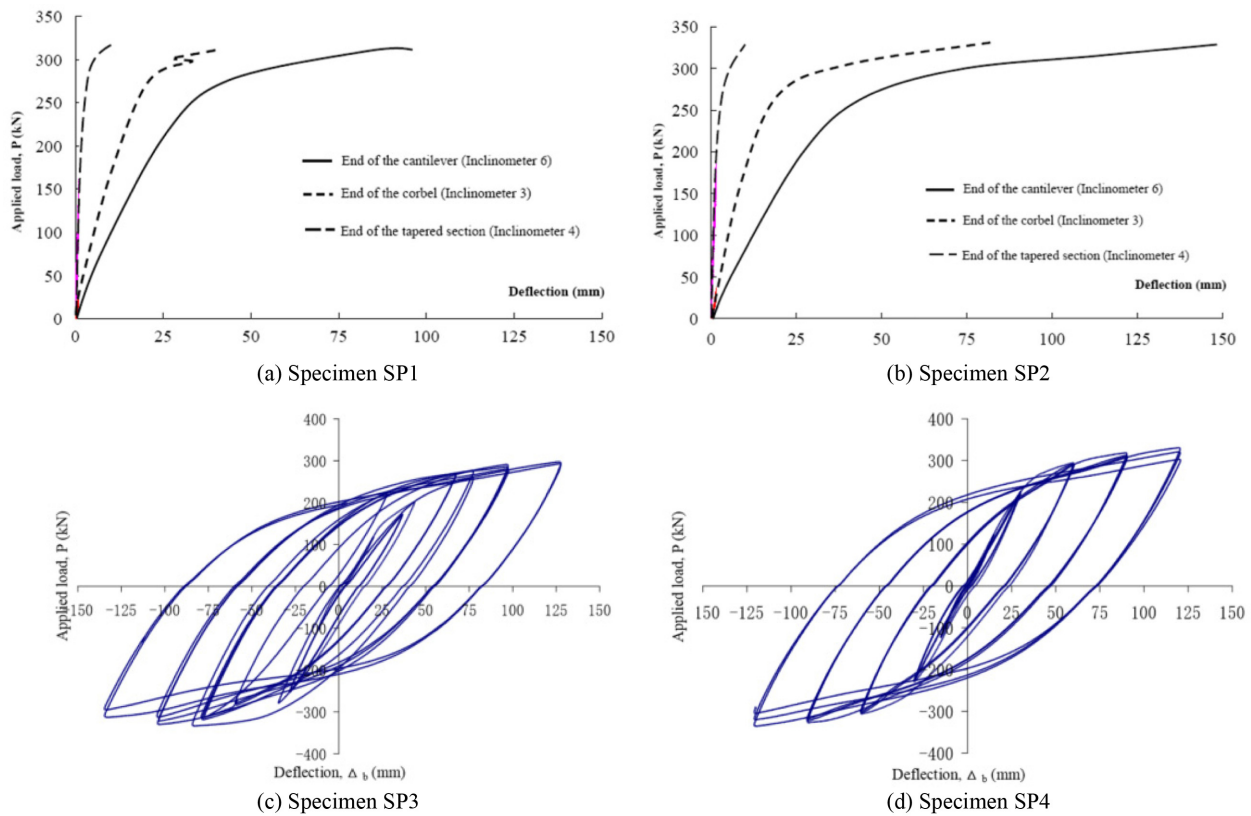 350
300
250
200
150
100
50
0
Applied load, P (kN)
End of the cantilever (Inclinometer 6)
End of the corbel (Inclinometer 3)
End of the tapered section (Inclinometer 4)
Deflection (mm)
0 25 50 75 100 125 150
(a) Specimen SP1
350
300
250
200
150
100
50
0
Applied load, P (kN)
End of the cantilever (Inclinometer 6)
End of the corbel (Inclinometer 3)
End of the tapered section (Inclinometer 4)
Deflection (mm)
0 25 50 75 100 125 150
(b) Specimen SP2
400
300
200
100
0
-100
-200
-300
-400
Applied load, P (kN)
-150 -125 -100 -75 -50 -25 0 25 50 75 100 125 150
Deflection, Δ b (mm)
(c) Specimen SP3
400
300
200
100
0
-100
-200
-300
-400
Applied load, P (kN)
-150 -125 -100 -75 -50 -25 0 25 50 75 100 125 150
Deflection, Δ b (mm)
(d) Specimen SP4